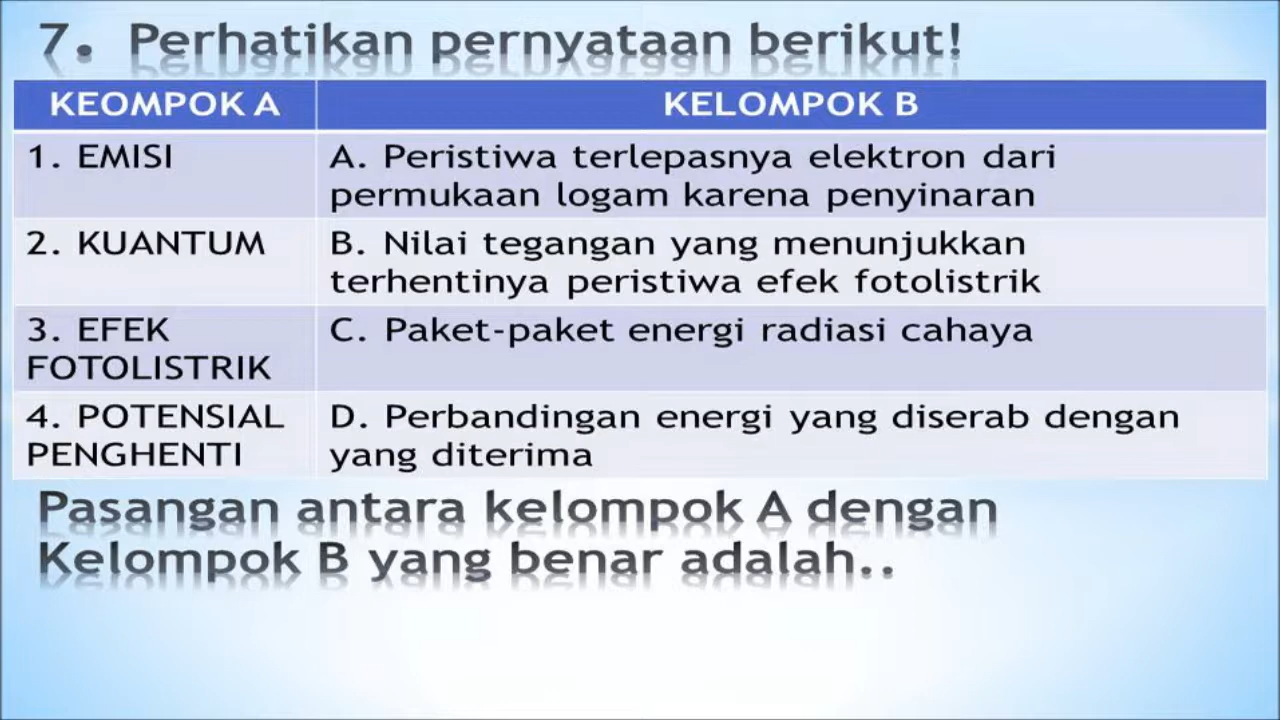 7. Perhatikan pernyataan berikut!
KEOMPOK A
KELOMPOK B
1. EMISI
A. Peristiwa terlepasnya elektron dari
permukaan logam karena penyinaran
2. KUANTUM
B. Nilai tegangan yang menunjukkan
terhentinya peristiwa efek fotolistrik
3. EFEK
FOTOLISTRIK
C. Paket-paket energi radiasi cahaya
4. POTENSIAL
PENGHENTI
D. Perbandingan energi yang diserab dengan
yang diterima
Pasangan antara kelompok A dengan
Kelompok B yang benar adalah..